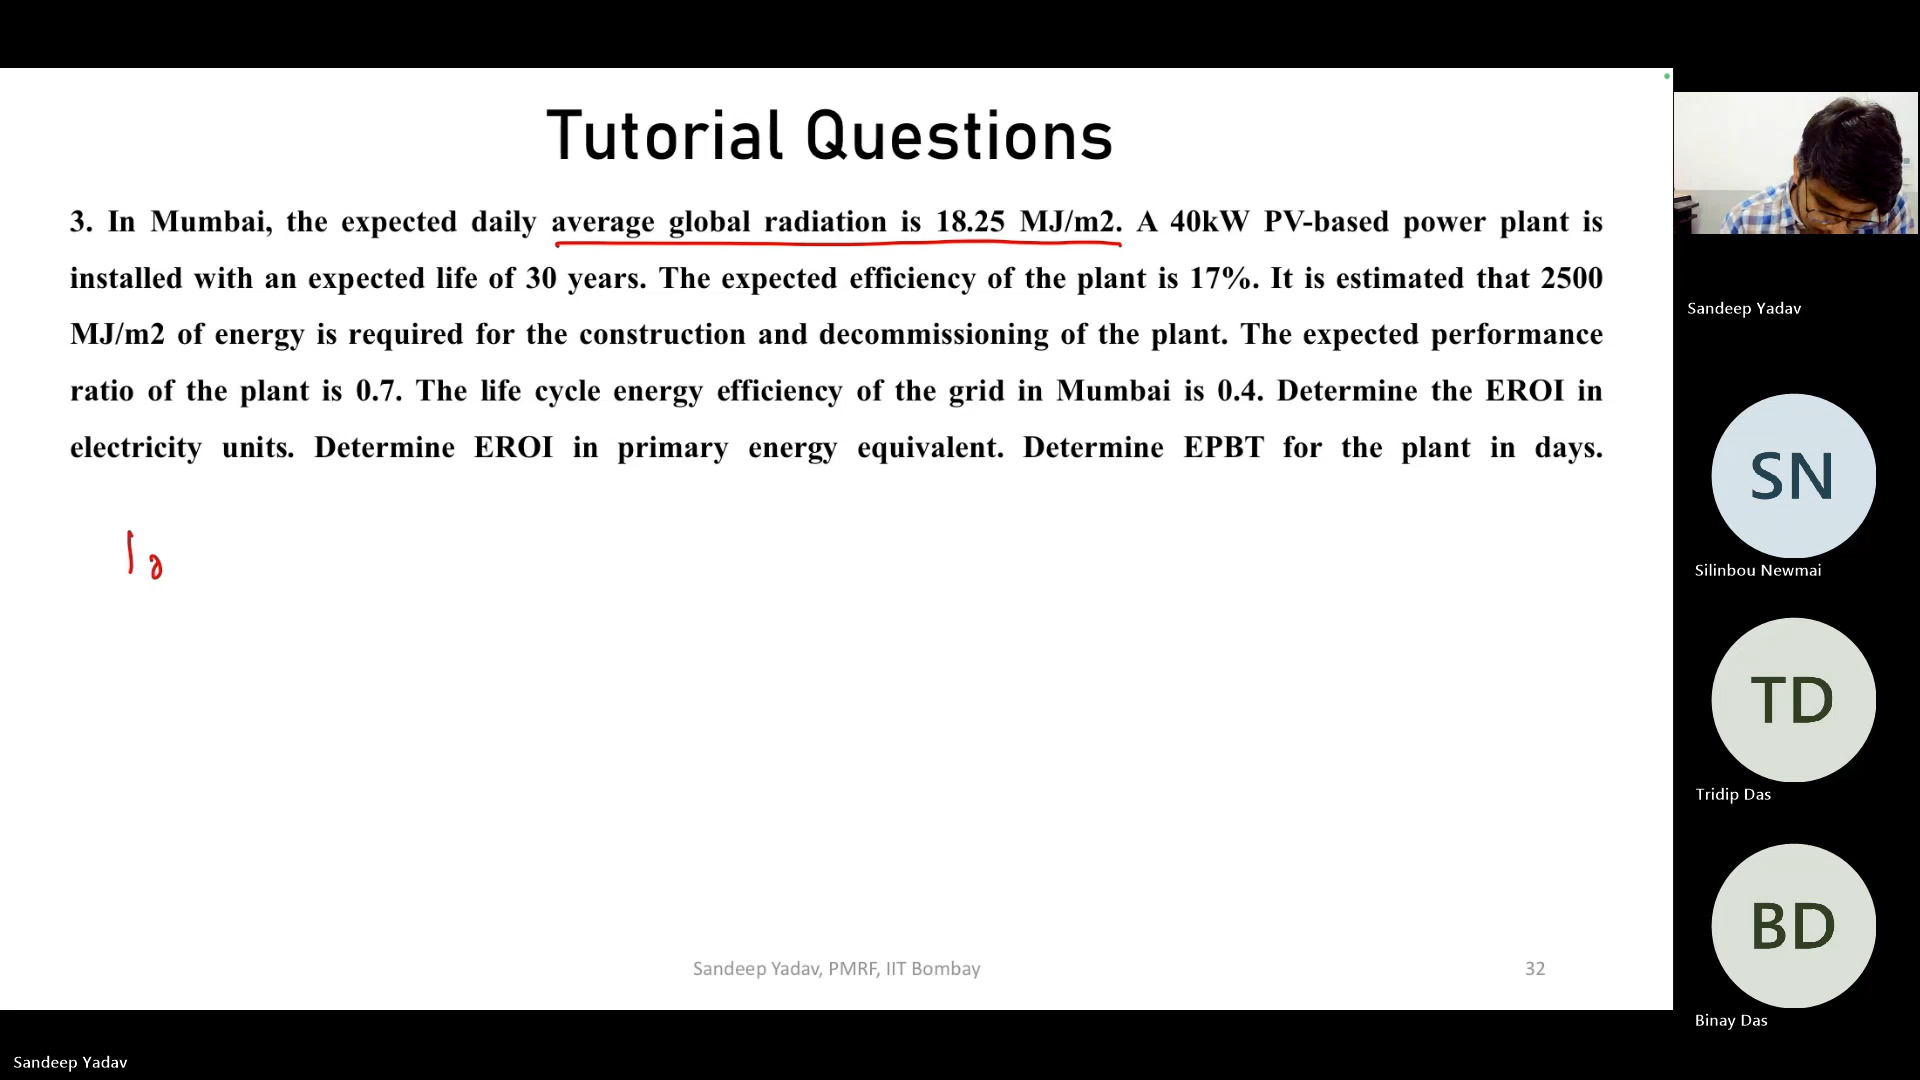 Tutorial Questions
3. In Mumbai, the expected daily average global radiation is 18.25 MJ/m2. A 40kW PV-based power plant is
installed with an expected life of 30 years. The expected efficiency of the plant is 17%. It is estimated that 2500
MJ/m2 of energy is required for the construction and decommissioning of the plant. The expected performance
ratio of the plant is 0.7. The life cycle energy efficiency of the grid in Mumbai is 0.4. Determine the EROI in
electricity units. Determine EROI in primary energy equivalent. Determine EPBT for the plant in days.
Sandeep Yadav, PMRF, IIT Bombay
32
Sandeep Yadav
SN
Silinbou Newmai
TD
Tridip Das
BD
Binay Das
Sandeep Yadav